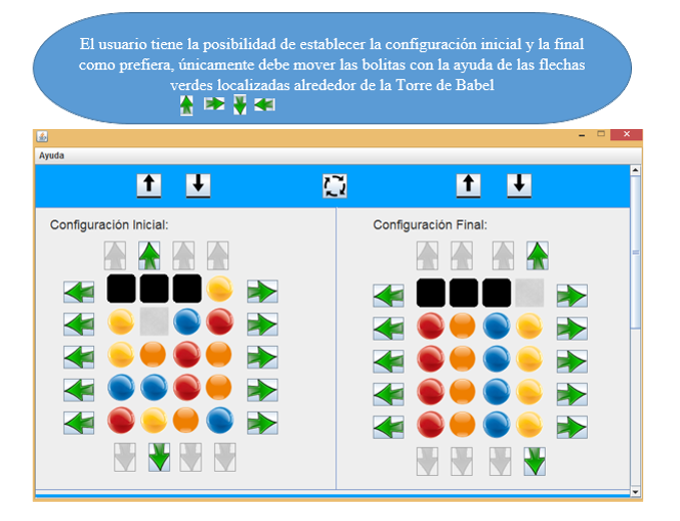 El usuario tiene la posibilidad de establecer la configuración inicial y la final
como prefiera, únicamente debe mover las bolitas con la ayuda de las flechas
verdes localizadas alrededor de la Torre de Babel
Ayuda
Configuración Inicial:
Configuración Final: